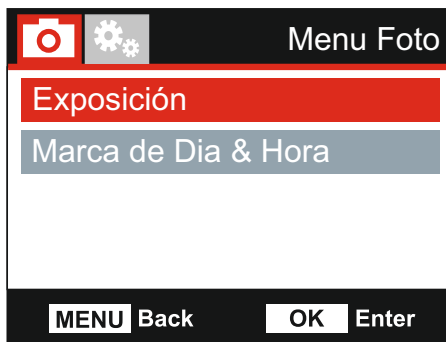 Menu Foto
Exposición
Marca de Dia & Hora
MENU Back OK Enter